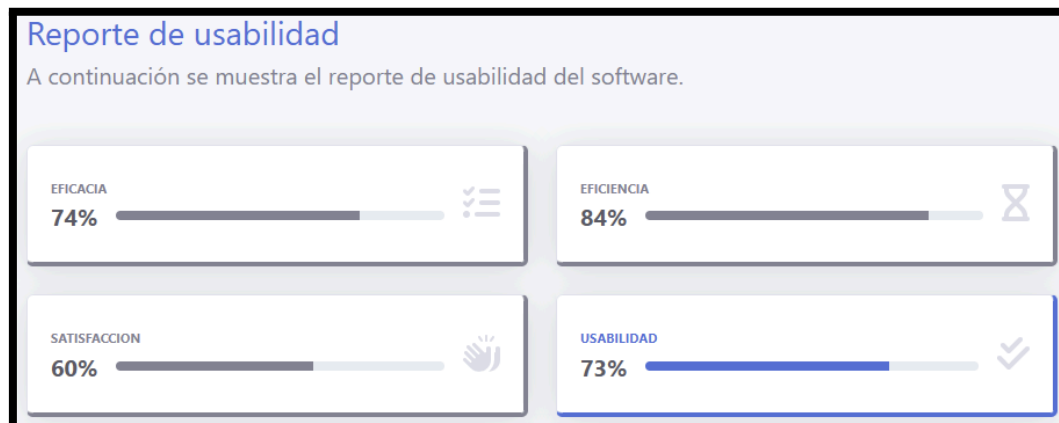 Reporte de usabilidad
A continuación se muestra el reporte de usabilidad del software.
EFICACIA
74%
EFICIENCIA
84%
SATISFACCION
60%
USABILIDAD
73%